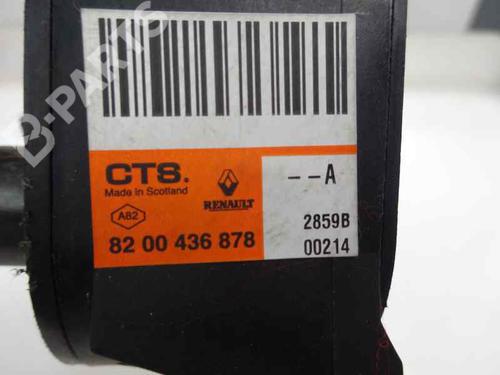 B-PARTS
CTS.
Made in Scotland
A82
RENAULT
82 00 436 878
--A
2859B
00214